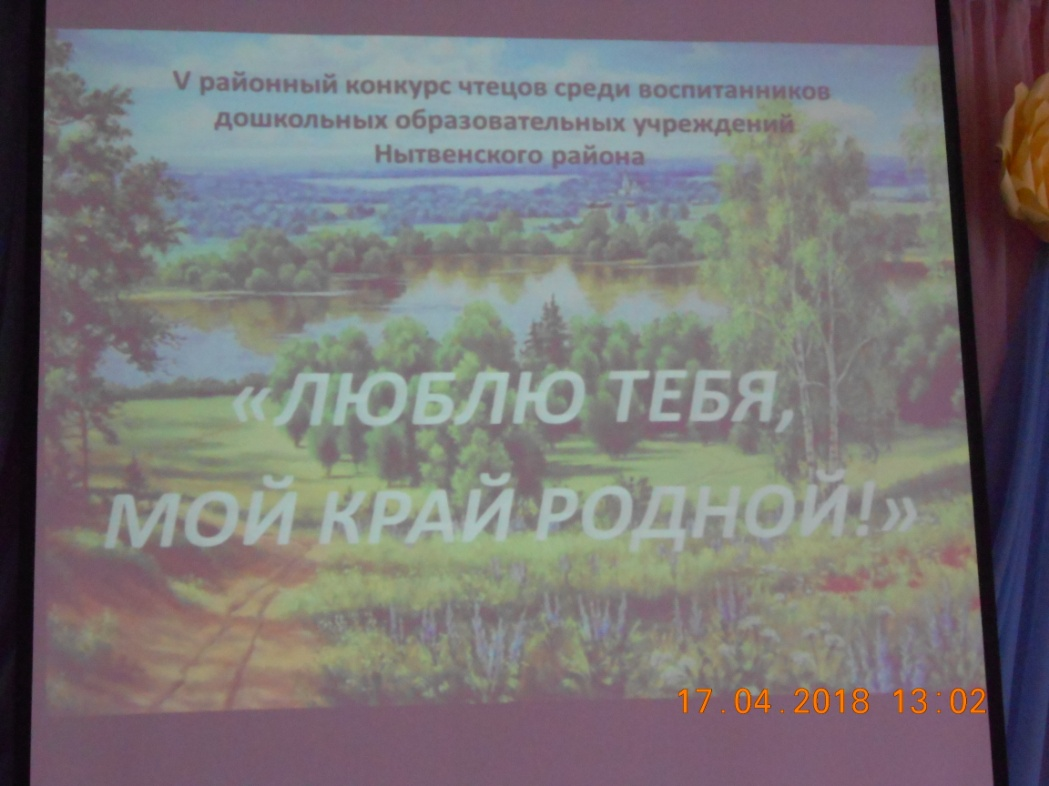 V районный конкурс чтецов среди воспитанников
дошкольных образовательных учреждений
Нытвенского района
«ЛЮБЛЮ ТЕБЯ,
МОЙ КРАЙ РОДНОЙ!»
17.04.2018 13:02